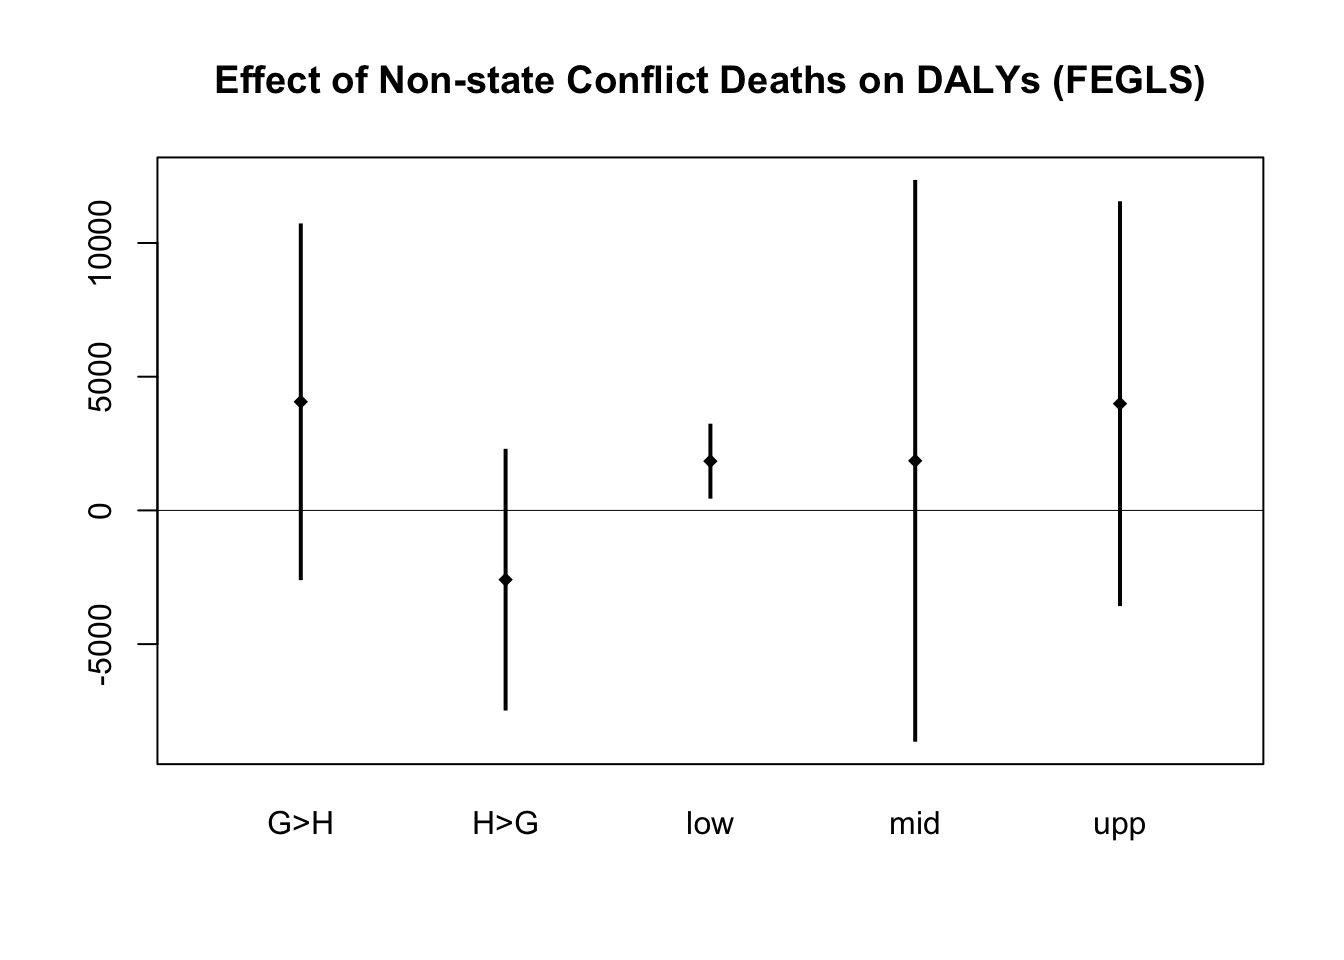 Effect of Non-state Conflict Deaths on DALYs (FEGLS)
10000
5000
0
-5000
G>H H>G low mid upp